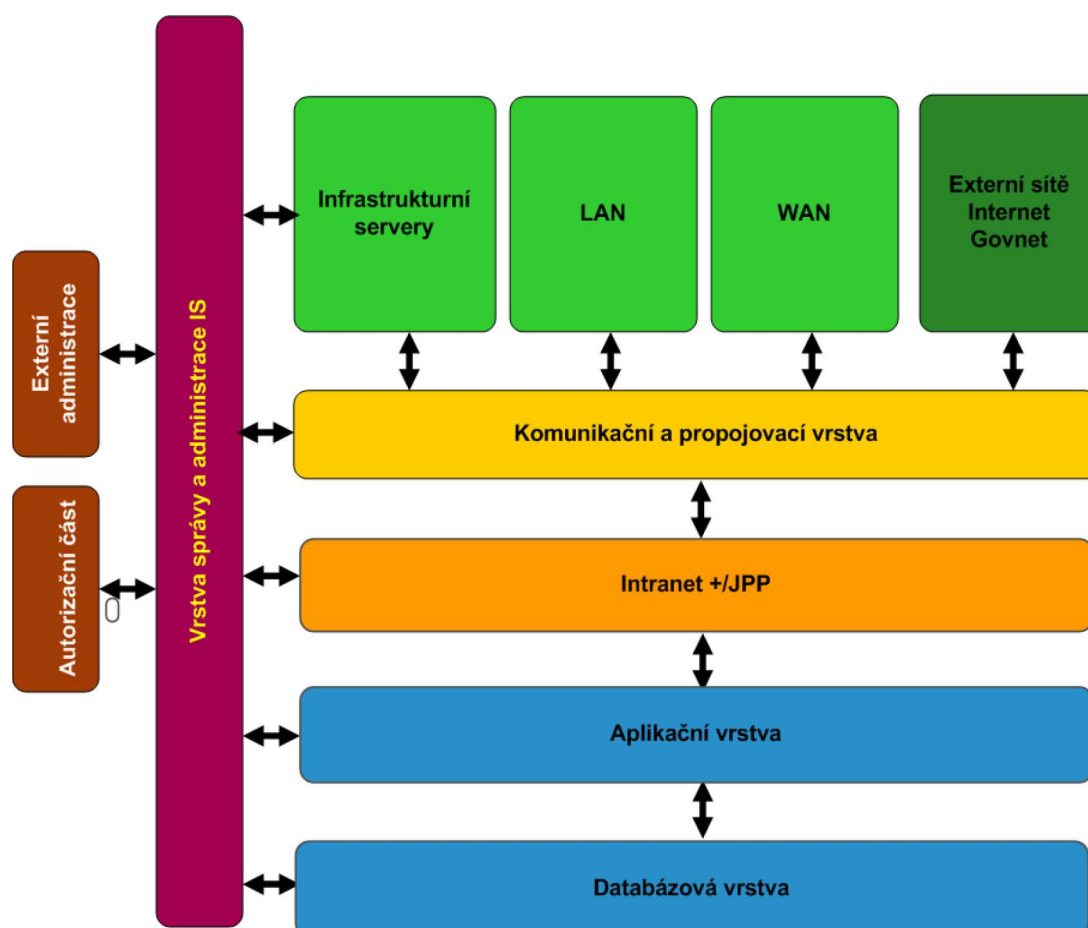 Externí
administrace
Autorizační část
Vrstva správy a administrace IS
Infrastrukturní
servery
LAN
WAN
Externí sítě
Internet
Govnet
Komunikační a propojovací vrstva
Intranet +/JPP
Aplikační vrstva
Databázová vrstva